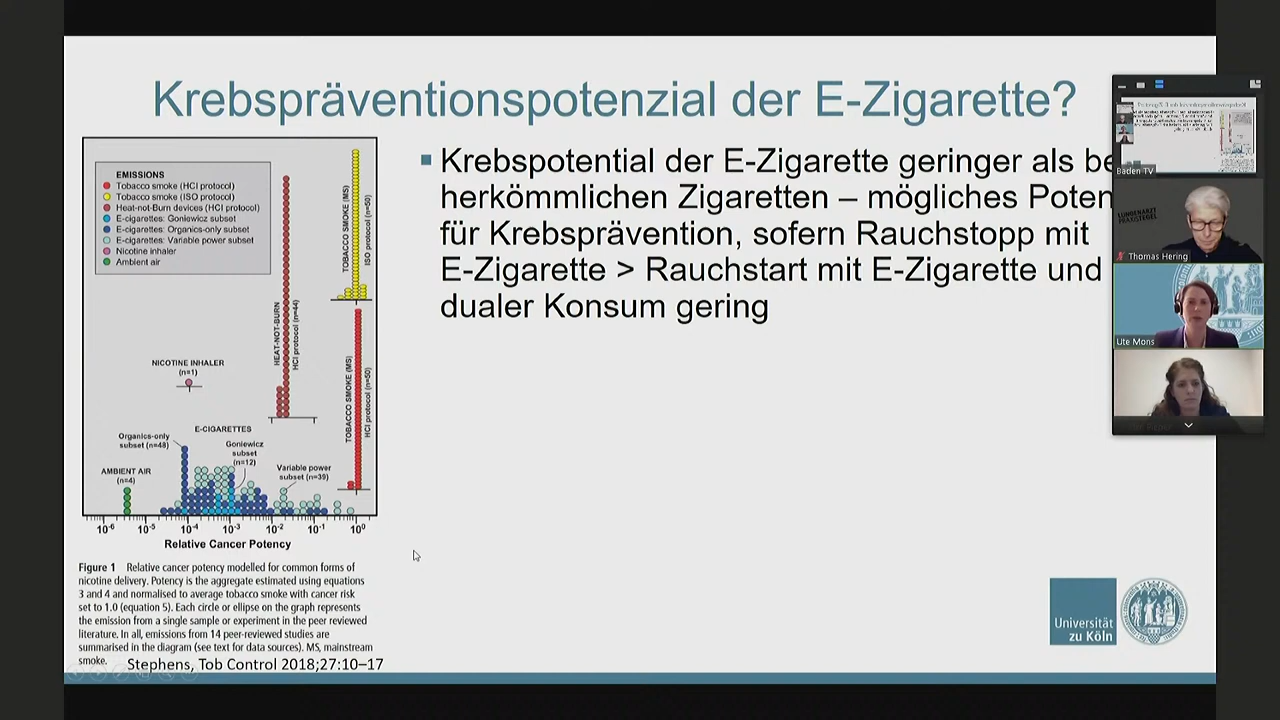 Krebspräventionspotenzial der E-Zigarette?
EMISSIONS
Tobacco smoke (HCI protocol)
Tobacco smoke (ISO protocol)
Heat-not-Burn devices (HCI protocol)
E-cigarettes: Goniewicz subset
E-cigarettes: Organics-only subset
E-cigarettes: Variable power subset
Nicotine inhaler
Ambient air
TOBACCO SMOKE (MS)
ISO protocol (n=50)
HEAT-NOT-BURN
HCI protocol (n=44)
TOBACCO SMOKE (MS)
HCI protocol (n=50)
NICOTINE INHALER
(n=1)
E-CIGARETTES
Organics-only
subset (n=48)
Goniewicz
subset
(n=12)
Variable power
subset (n=39)
AMBIENT AIR
(n=4)
10-6 10-5 10-4 10-3 10-2 10-1 100
Relative Cancer Potency
Figure 1 Relative cancer potency modelled for common forms of
nicotine delivery. Potency is the aggregate estimated using equations
3 and 4 and normalised to average tobacco smoke with cancer risk
set to 1.0 (equation 5). Each circle or ellipse on the graph represents
the emission from a single sample or experiment in the peer reviewed
literature. In all, emissions from 14 peer-reviewed studies are
summarised in the diagram (see text for data sources). MS, mainstream
smoke.
Stephens, Tob Control 2018;27:10–17
Krebspotential der E-Zigarette geringer als be
herkömmlichen Zigaretten – mögliches Poten
für Krebsprävention, sofern Rauchstopp mit
E-Zigarette > Rauchstart mit E-Zigarette und
dualer Konsum gering
Baden TV
LUNGENARZT
PRAXISTEGEL
Thomas Hering
Ute Mons
Universität
zu Köln